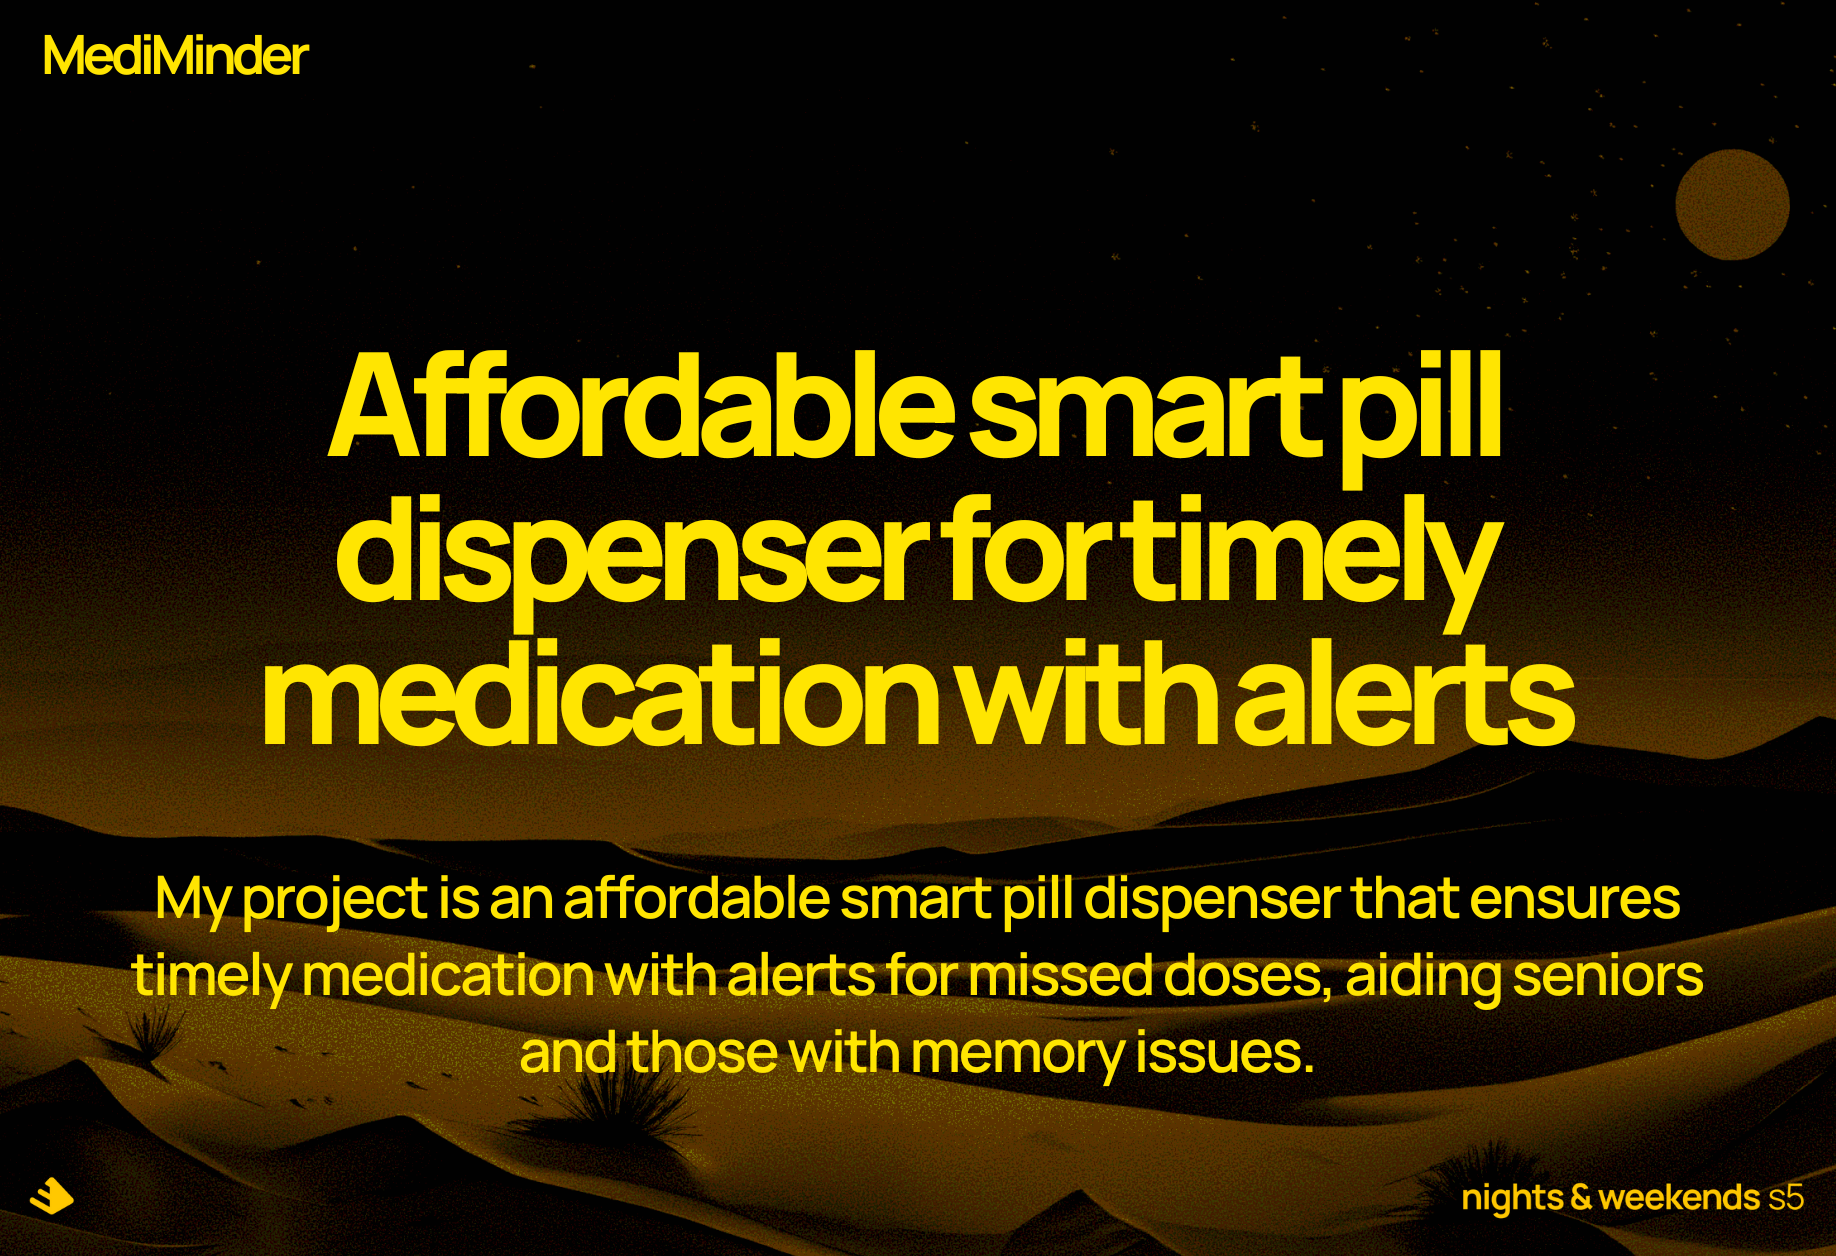 MediMinder
Affordable smart pill
dispenser for timely
medication with alerts
My project is an affordable smart pill dispenser that ensures
timely medication with alerts for missed doses, aiding seniors
and those with memory issues.
nights & weekends s5